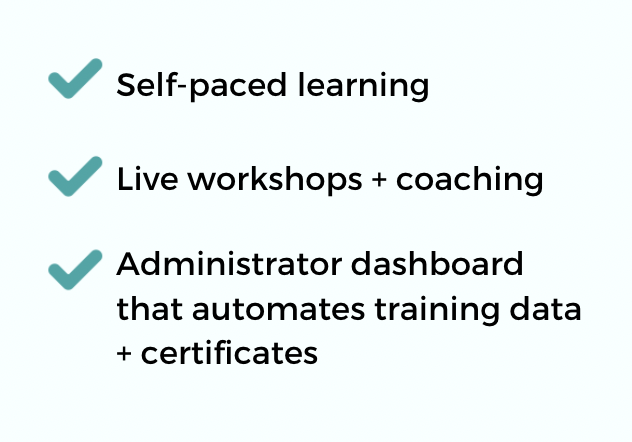 Self-paced learning
Live workshops + coaching
Administrator dashboard
that automates training data
+ certificates